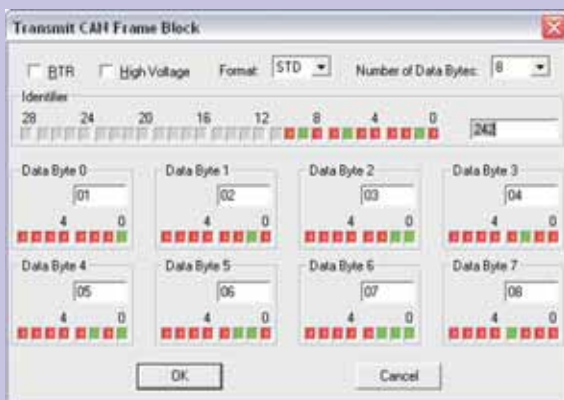 Transmit CAN Frame Block
RTR High Voltage Format: STD Number of Data Bytes: 8
Identifier
28 24 20 16 12 8 4 0
242
Data Byte 0 Data Byte 1 Data Byte 2 Data Byte 3
01 02 03 04
4 0 4 0 4 0 4 0
Data Byte 4 Data Byte 5 Data Byte 6 Data Byte 7
05 06 07 08
4 0 4 0 4 0 4 0
OK Cancel